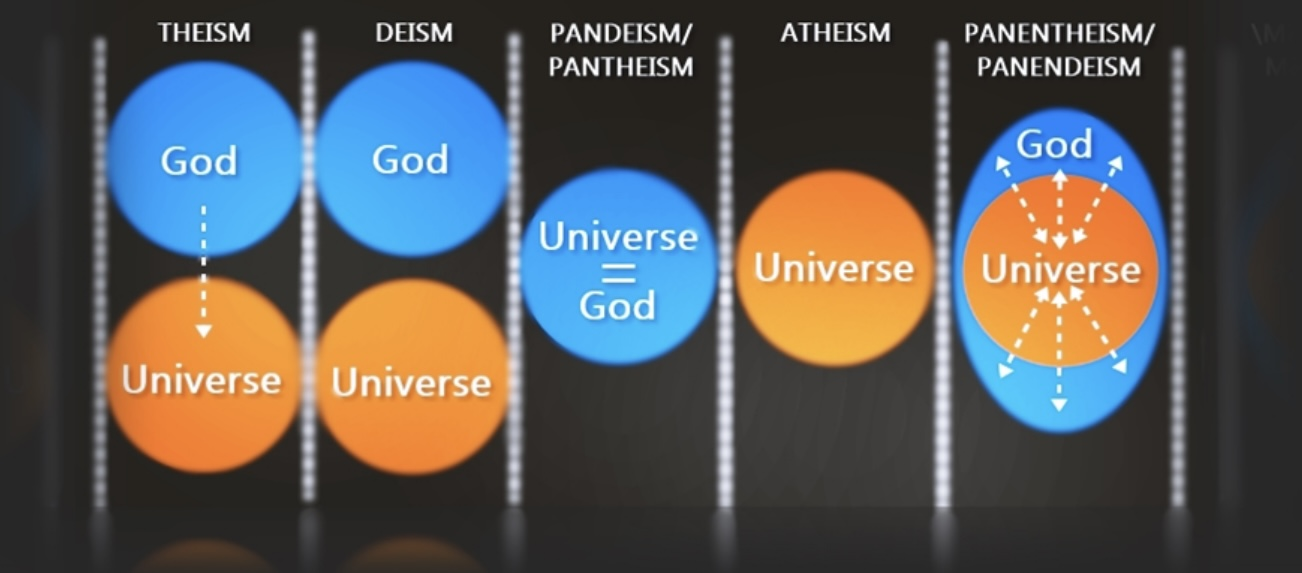 THEISM
God
Universe
DEISM
God
Universe
PANDEISM/
PANTHEISM
Universe
=
God
ATHEISM
Universe
PANENTHEISM/
PANENDEISM
God
Universe